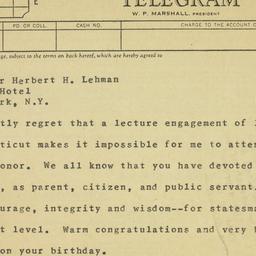 TELEGRAM
W. P. MARSHALL, PRESIDENT
PD. OR COLL. CASH NO. CHARGE TO THE ACCOUNT
ge, subject to the terms on back hereof, which are hereby agreed to
r Herbert H. Lehman
Hotel
rk, N.Y.
tly regret that a lecture engagement of
ticut makes it impossible for me to atte
onor. We all know that you have devoted
, as parent, citizen, and public servant.
urage, integrity and wisdom--for statesma
t level. Warm congratulations and very
on your birthday.